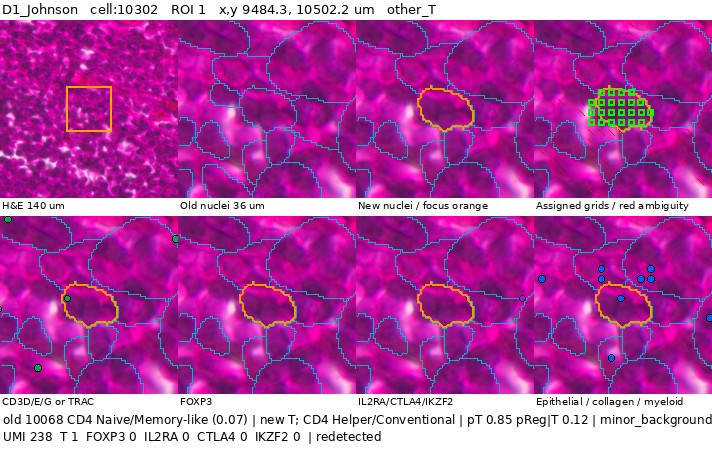 D1_Johnson cell:10302 ROI 1 x,y 9484.3, 10502.2 um other_T
H&E 140 um
Old nuclei 36 um
New nuclei / focus orange
Assigned grids / red ambiguity
CD3D/E/G or TRAC
FOXP3
IL2RA/CTLA4/IKZF2
Epithelial / collagen / myeloid
old 10068 CD4 Naive/Memory-like (0.07) | new T; CD4 Helper/Conventional | pT 0.85 pReg|T 0.12 | minor_background
UMI 238 T 1 FOXP3 0 IL2RA 0 CTLA4 0 IKZF2 0 | redetected